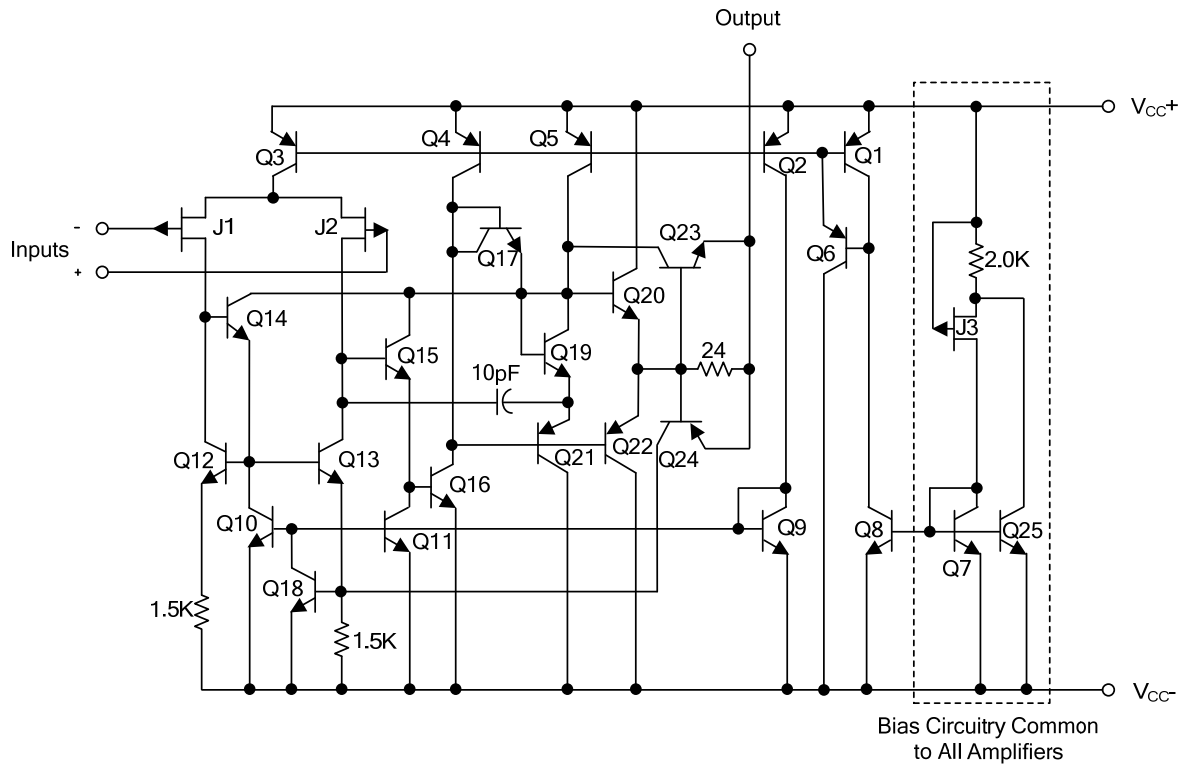 Output
V_CC+
Q3
Q4
Q5
Q2
Q1
J1
J2
-
Inputs
+
Q17
Q23
Q6
2.0K
Q14
Q20
J3
Q15
Q19
24
10pF
Q12
Q13
Q16
Q21
Q22
Q24
Q10
Q11
Q9
Q8
Q7
Q25
Q18
1.5K
1.5K
V_CC-
Bias Circuitry Common
to All Amplifiers